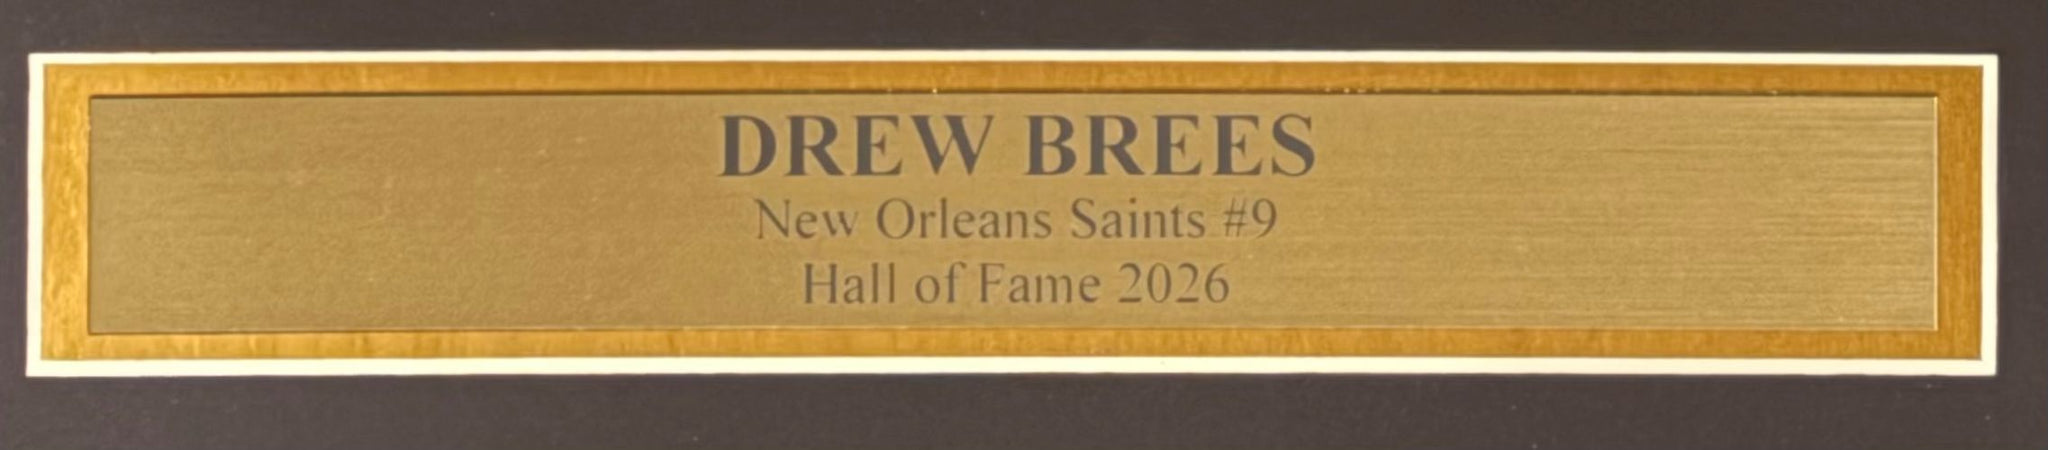 DREW BREES
New Orleans Saints #9
Hall of Fame 2026